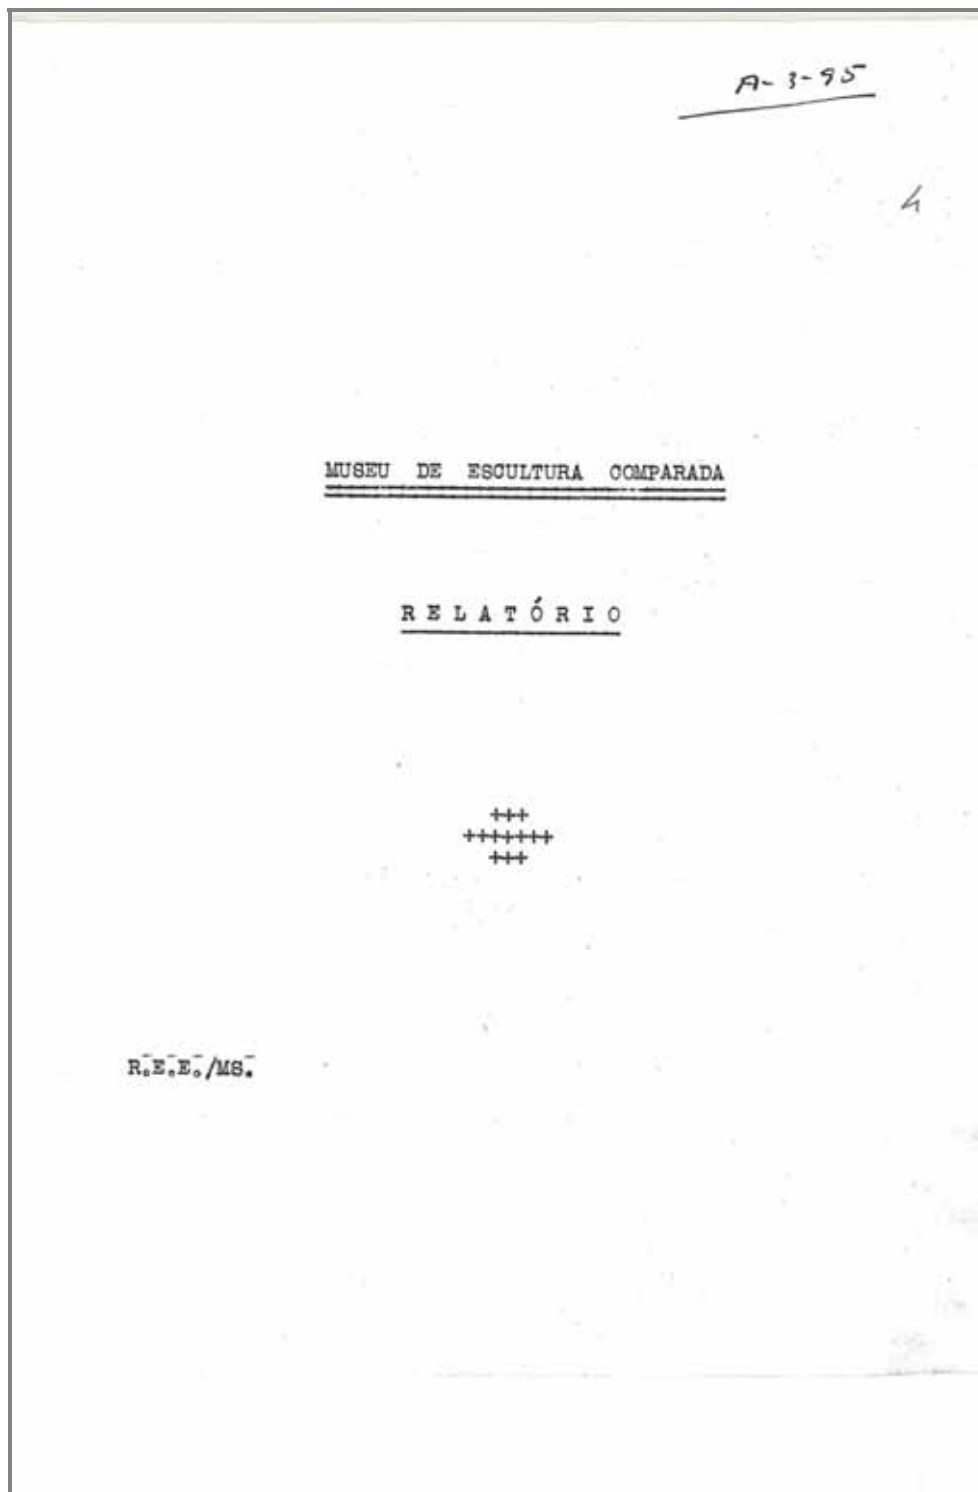 A-3-95
4
MUSEU DE ESCULTURA COMPARADA
RELATÓRIO
+++
+++++++
+++
R.E.E./MS.